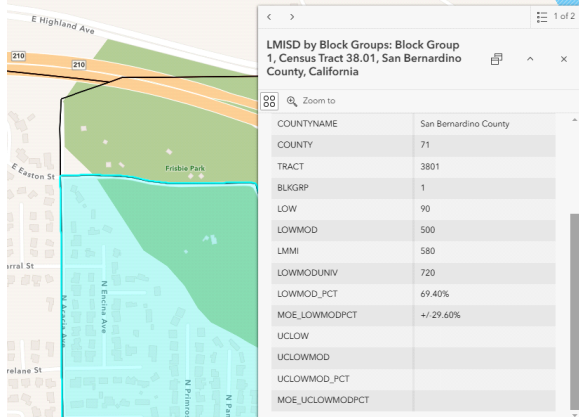 E Highland Ave
210
210
Frisbie Park
E Easton St
arral St
N Acacia Ave
N Encina Ave
relane St
N Primro
N Pan
1 of 2
LMISD by Block Groups: Block Group
1, Census Tract 38.01, San Bernardino
County, California
Zoom to
COUNTYNAME San Bernardino County
COUNTY 71
TRACT 3801
BLKGRP 1
LOW 90
LOWMOD 500
LMMI 580
LOWMODUNIV 720
LOWMOD_PCT 69.40%
MOE_LOWMODPCT +/-29.60%
UCLOW
UCLOWMOD
UCLOWMOD_PCT
MOE_UCLOWMODPCT